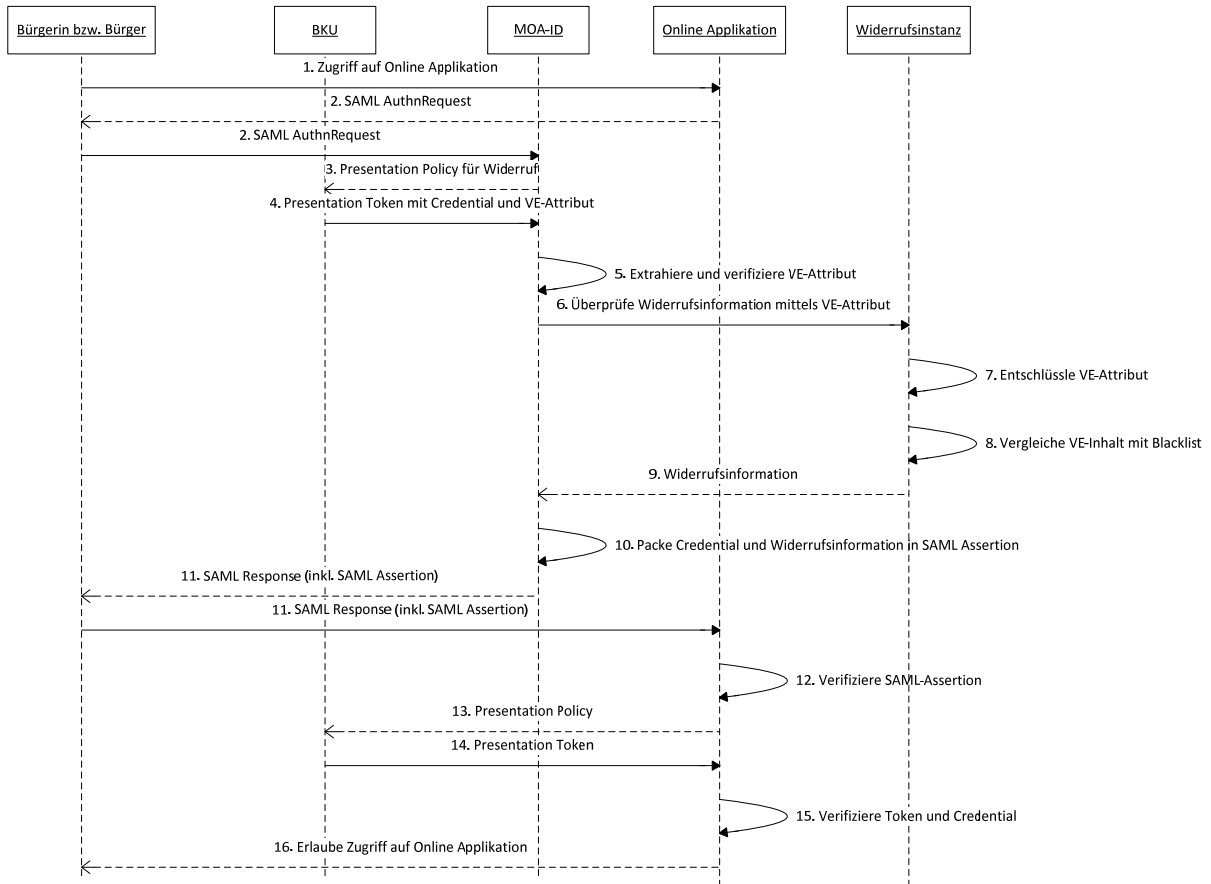 Bürgerin bzw. Bürger
BKU
MOA-ID
Online Applikation
Widerrufsinstanz
1. Zugriff auf Online Applikation
2. SAML AuthnRequest
2. SAML AuthnRequest
3. Presentation Policy für Widerruf
4. Presentation Token mit Credential und VE-Attribut
5. Extrahiere und verifiziere VE-Attribut
6. Überprüfe Widerrufsinformation mittels VE-Attribut
7. Entschlüssle VE-Attribut
8. Vergleiche VE-Inhalt mit Blacklist
9. Widerrufsinformation
10. Packe Credential und Widerrufsinformation in SAML Assertion
11. SAML Response (inkl. SAML Assertion)
11. SAML Response (inkl. SAML Assertion)
12. Verifiziere SAML-Assertion
13. Presentation Policy
14. Presentation Token
15. Verifiziere Token und Credential
16. Erlaube Zugriff auf Online Applikation